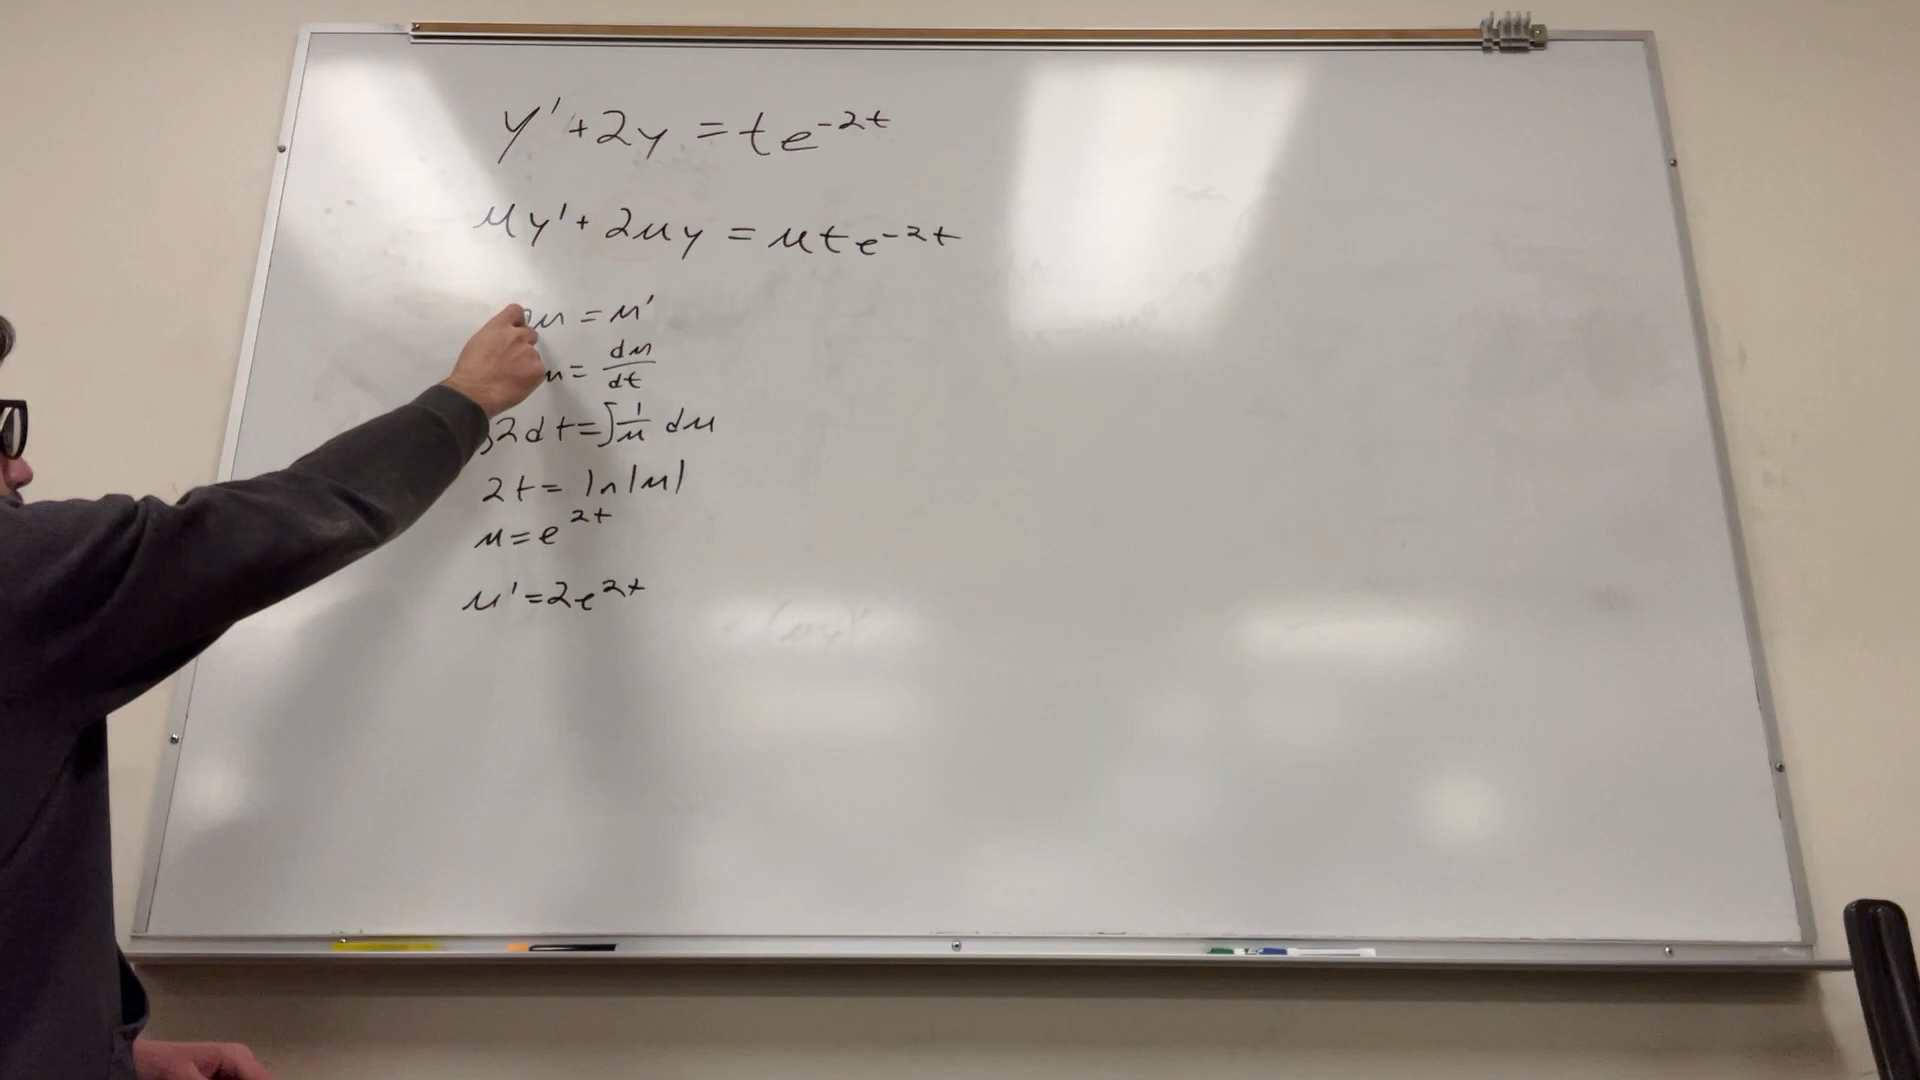 y' + 2y = te^{-2t}
μy' + 2μy = μte^{-2t}
μ = μ'
μ = dμ/dt
∫2dt = ∫1/μ dμ
2t = ln|μ|
μ = e^{2t}
μ' = 2e^{2t}